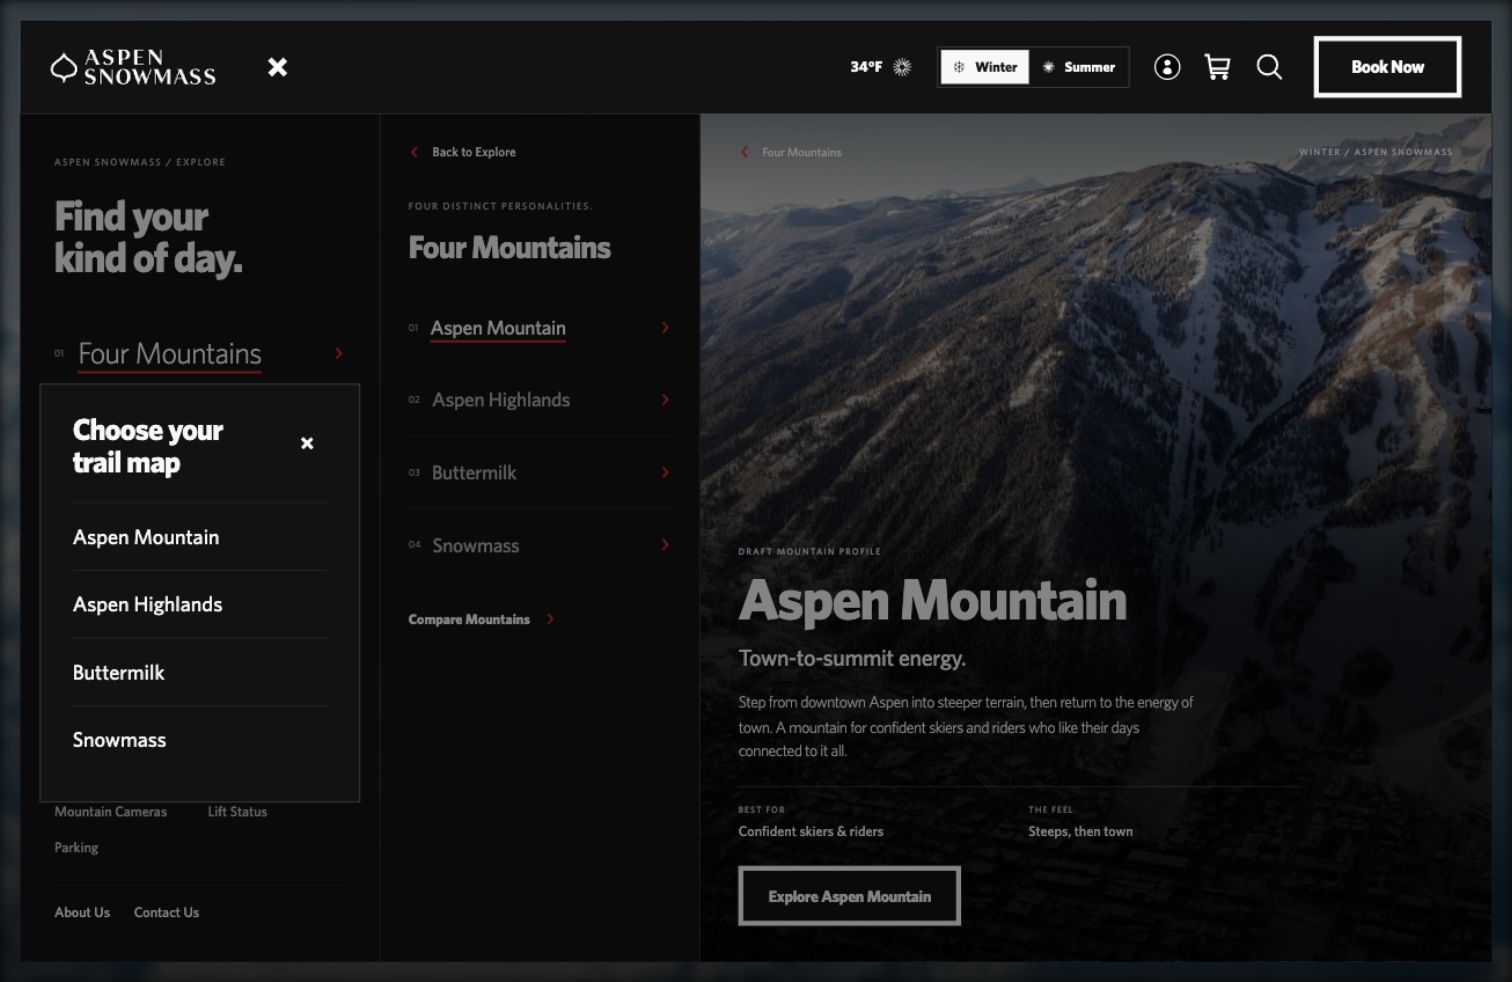 ASPEN
SNOWMASS
34°F
Winter
Summer
Book Now
ASPEN SNOWMASS / EXPLORE
Find your
kind of day.
01 Four Mountains
Choose your
trail map
Aspen Mountain
Aspen Highlands
Buttermilk
Snowmass
Mountain Cameras
Lift Status
Parking
About Us
Contact Us
Back to Explore
FOUR DISTINCT PERSONALITIES.
Four Mountains
01 Aspen Mountain
02 Aspen Highlands
03 Buttermilk
04 Snowmass
Compare Mountains
Four Mountains
WINTER / ASPEN SNOWMASS
DRAFT MOUNTAIN PROFILE
Aspen Mountain
Town-to-summit energy.
Step from downtown Aspen into steeper terrain, then return to the energy of
town. A mountain for confident skiers and riders who like their days
connected to it all.
BEST FOR
Confident skiers & riders
THE FEEL
Steeps, then town
Explore Aspen Mountain